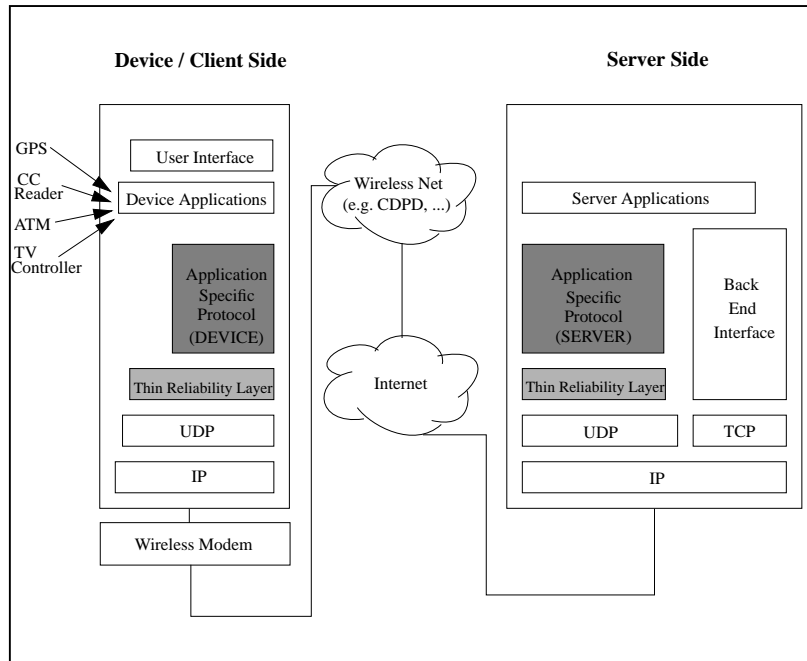 Device / Client Side
Server Side
GPS
CC
Reader
ATM
TV
Controller
User Interface
Device Applications
Application
Specific
Protocol
(DEVICE)
Thin Reliability Layer
UDP
IP
Wireless Modem
Wireless Net
(e.g. CDPD, ...)
Internet
Server Applications
Application
Specific
Protocol
(SERVER)
Back
End
Interface
Thin Reliability Layer
UDP
TCP
IP